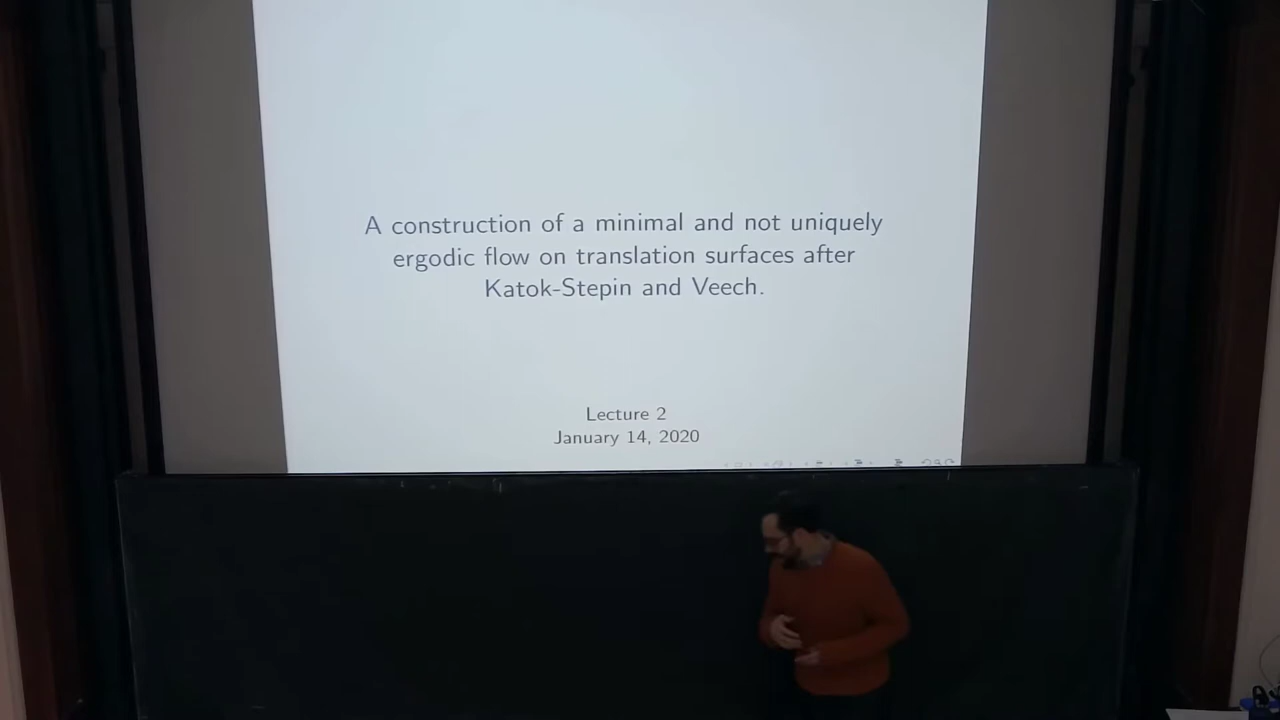 A construction of a minimal and not uniquely
ergodic flow on translation surfaces after
Katok-Stepin and Veech.
Lecture 2
January 14, 2020